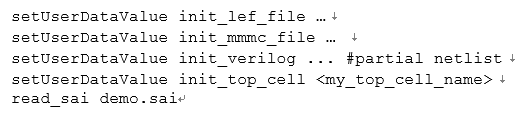 setUserDataValue init_lef_file …↓
setUserDataValue init_mmmc_file … ↓
setUserDataValue init_verilog ... #partial netlist ↓
setUserDataValue init_top_cell <my_top_cell_name> ↓
read_sai demo.sai↵